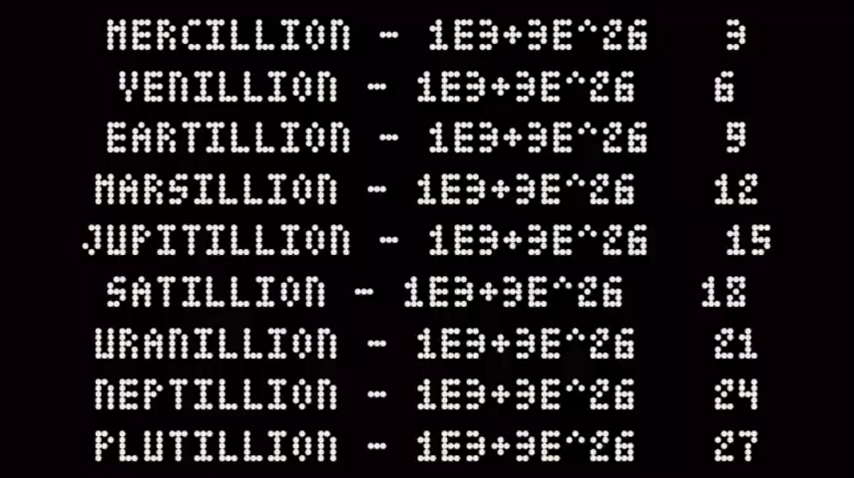 MERCILLION - 1E3+3E^26 3
VENILLION - 1E3+3E^26 6
EARTILLION - 1E3+3E^26 9
MARSILLION - 1E3+3E^26 12
JUPITILLION - 1E3+3E^26 15
SATILLION - 1E3+3E^26 18
URANILLION - 1E3+3E^26 21
NEPTILLION - 1E3+3E^26 24
PLUTILLION - 1E3+3E^26 27